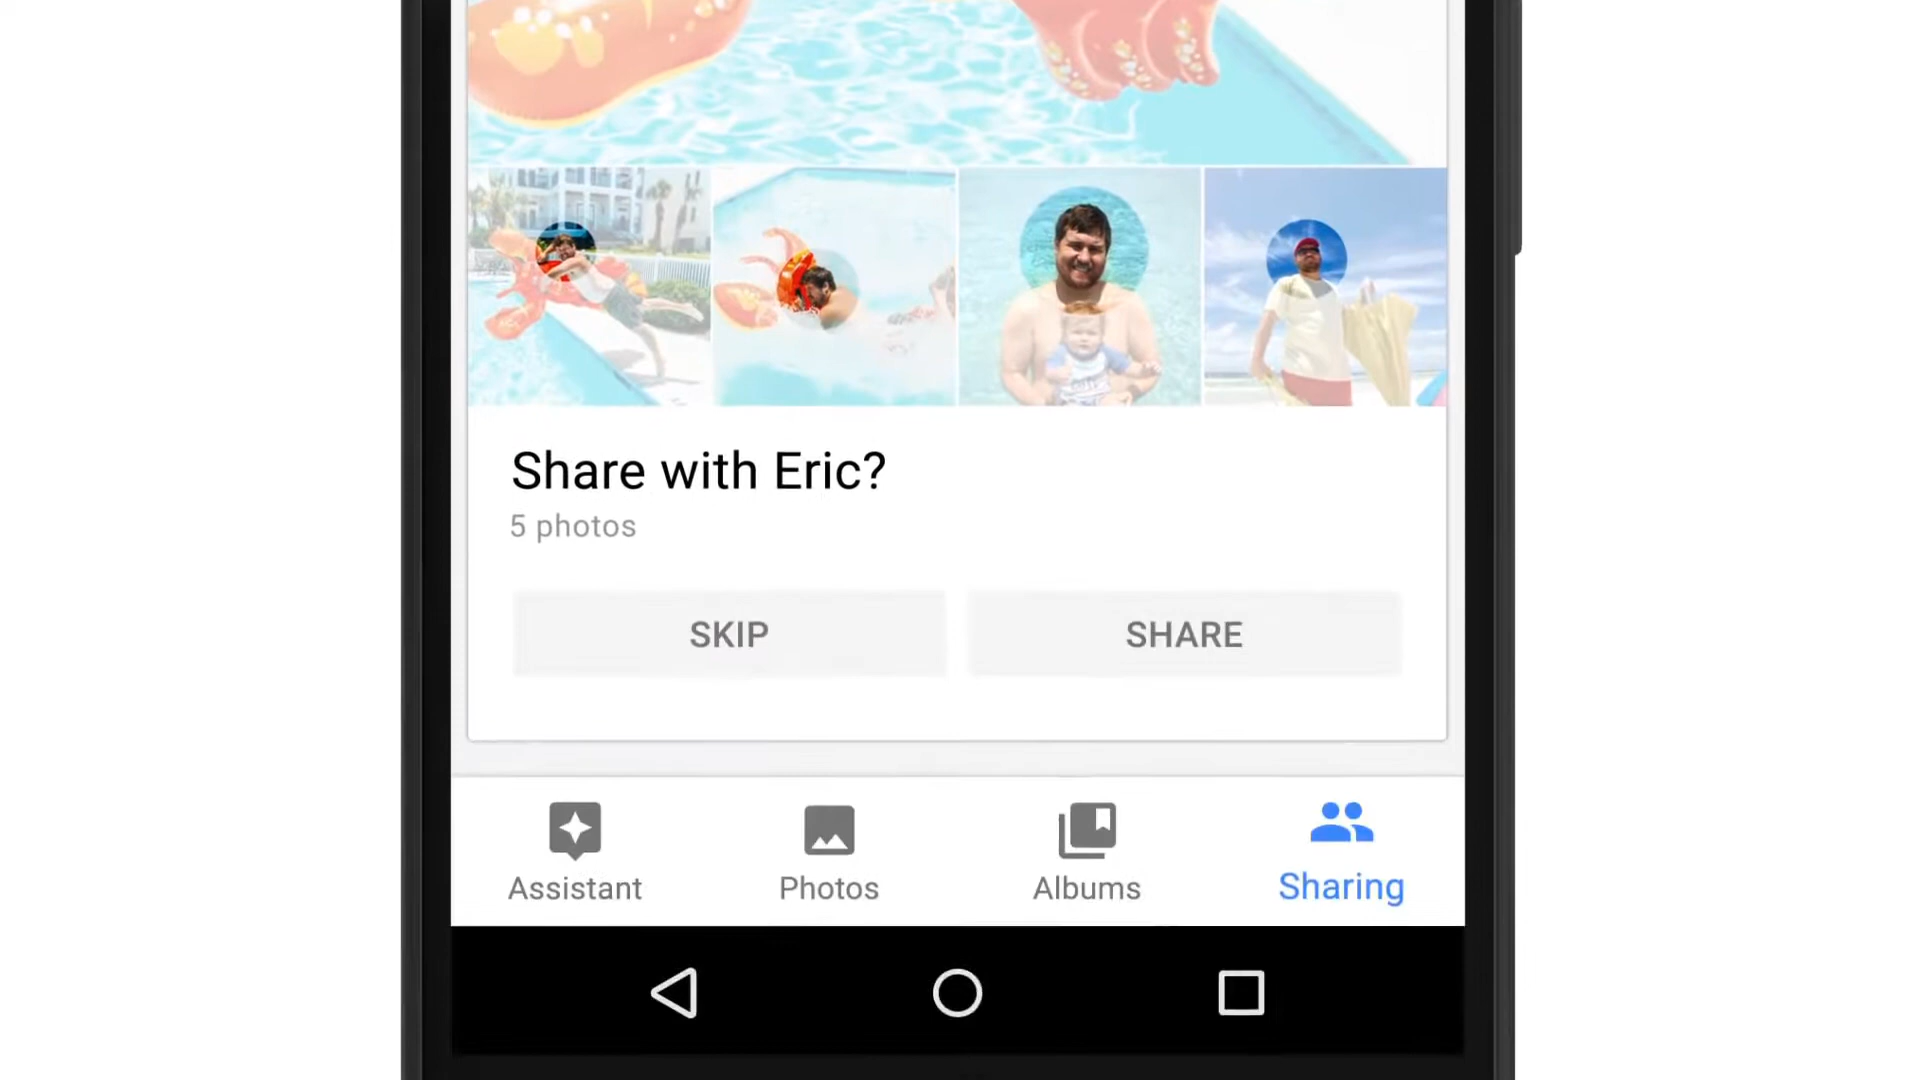 Share with Eric?
5 photos
SKIP
SHARE
Assistant
Photos
Albums
Sharing